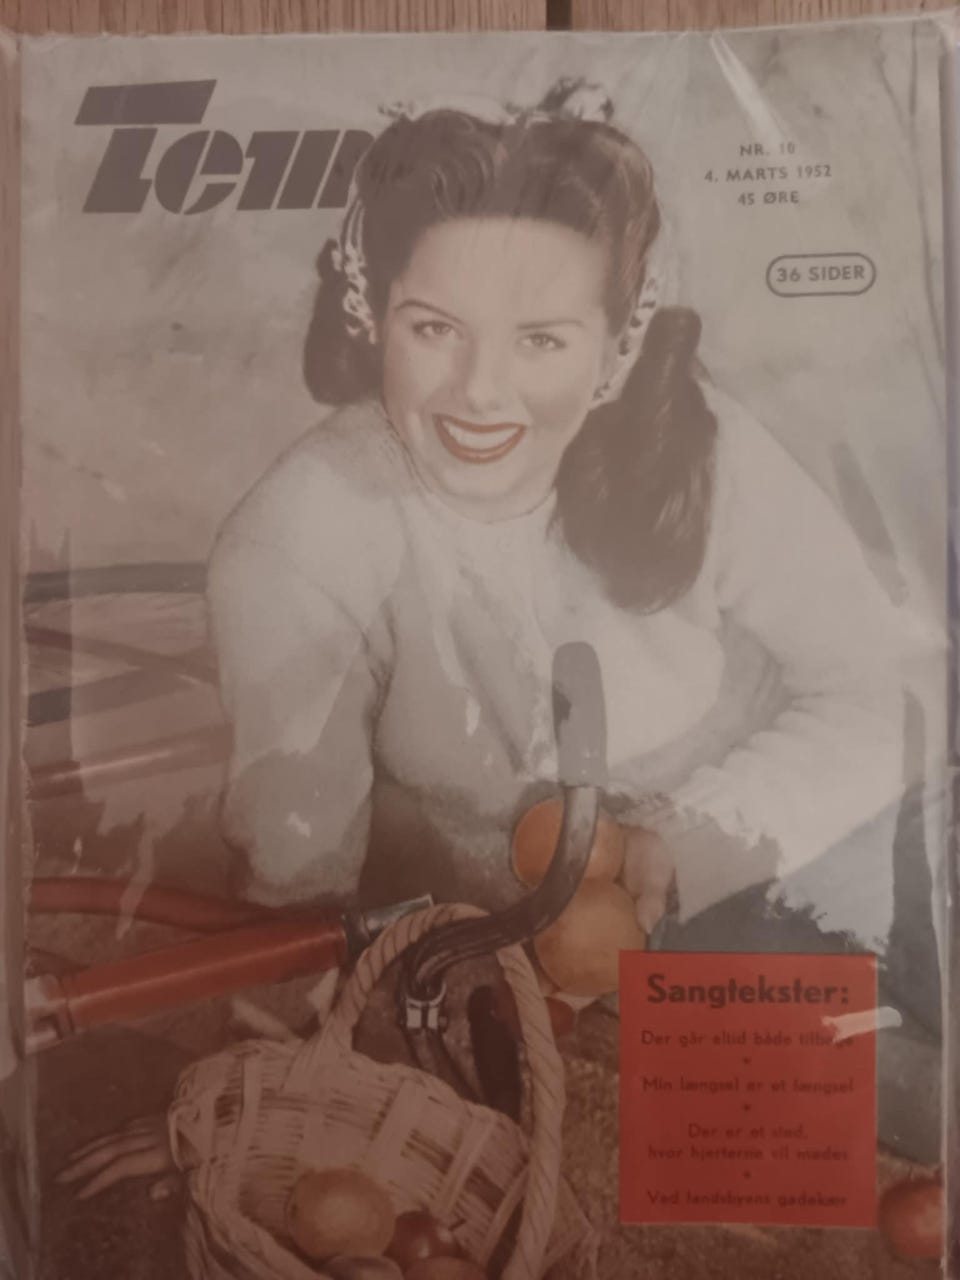 Tem
NR. 10
4. MARTS 1952
45 ØRE
36 SIDER
Sangtekster:
Der går altid både tilbage
*
Min længsel er et længsel
*
Der er et sted,
hvor hjerterne vil mødes
*
Ved landsbyens gadekær